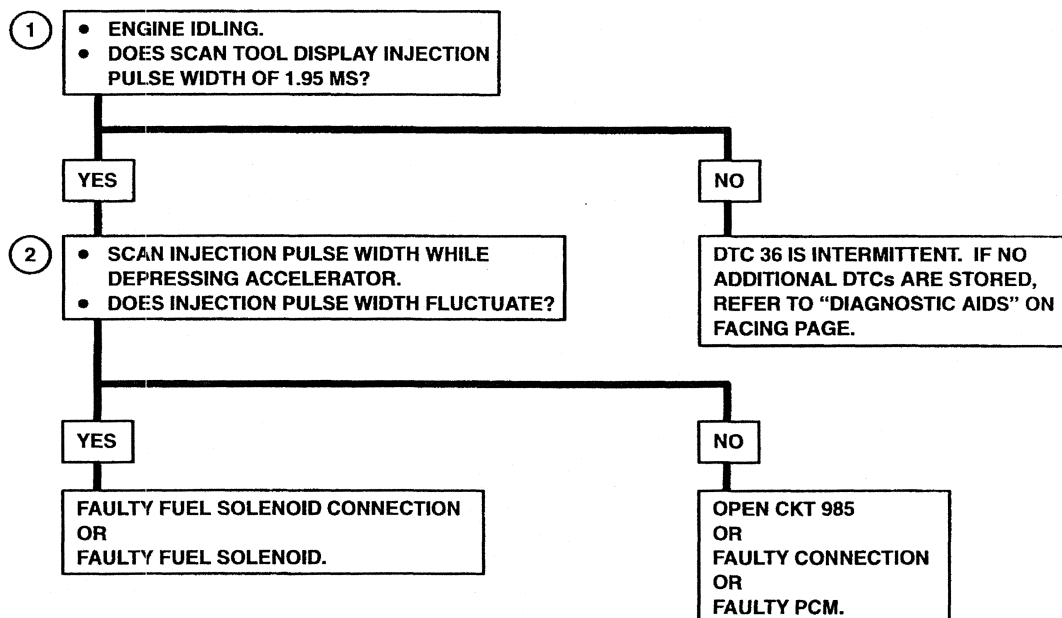 1
• ENGINE IDLING.
• DOES SCAN TOOL DISPLAY INJECTION
PULSE WIDTH OF 1.95 MS?
YES
NO
2
• SCAN INJECTION PULSE WIDTH WHILE
DEPRESSING ACCELERATOR.
• DOES INJECTION PULSE WIDTH FLUCTUATE?
DTC 36 IS INTERMITTENT. IF NO
ADDITIONAL DTCs ARE STORED,
REFER TO “DIAGNOSTIC AIDS” ON
FACING PAGE.
YES
NO
FAULTY FUEL SOLENOID CONNECTION
OR
FAULTY FUEL SOLENOID.
OPEN CKT 985
OR
FAULTY CONNECTION
OR
FAULTY PCM.